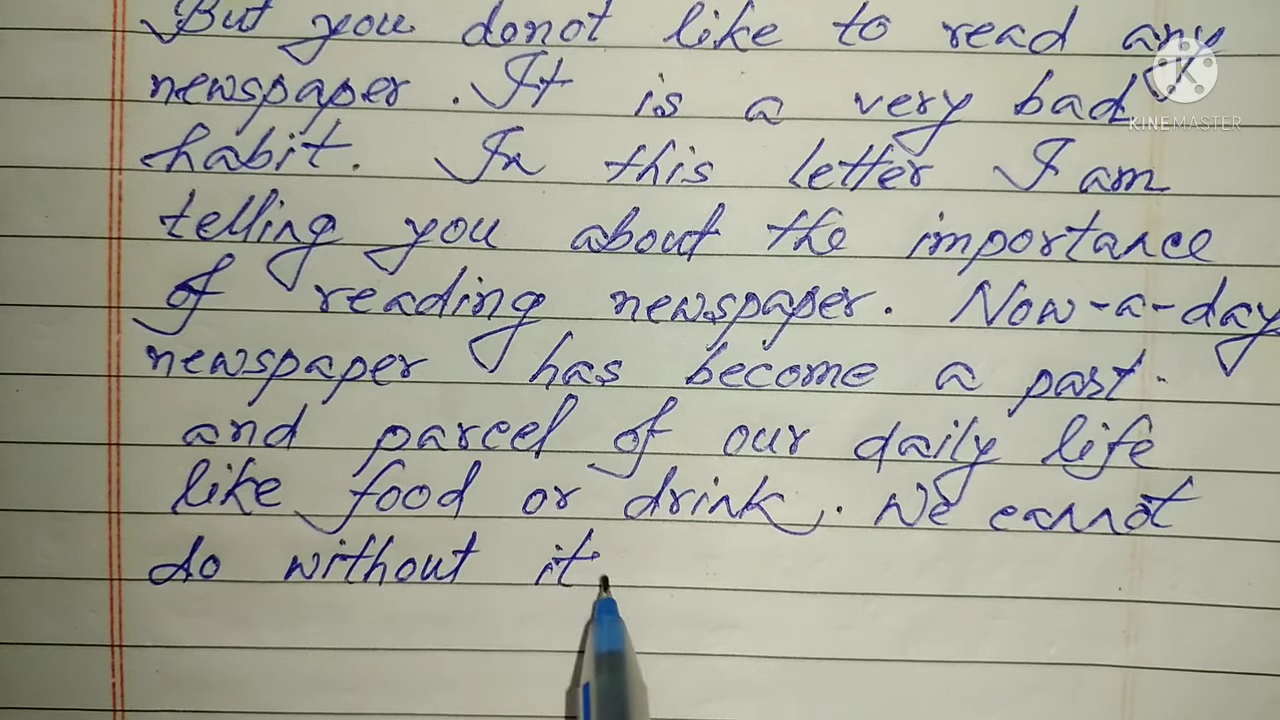 But you donot like to read any
newspaper. It is a very bad
habit. In this letter I am
telling you about the importance
of reading newspaper. Now-a-day
newspaper has become a part
and parcel of our daily life
like food or drink. We cannot
do without it
K
KINEMASTER